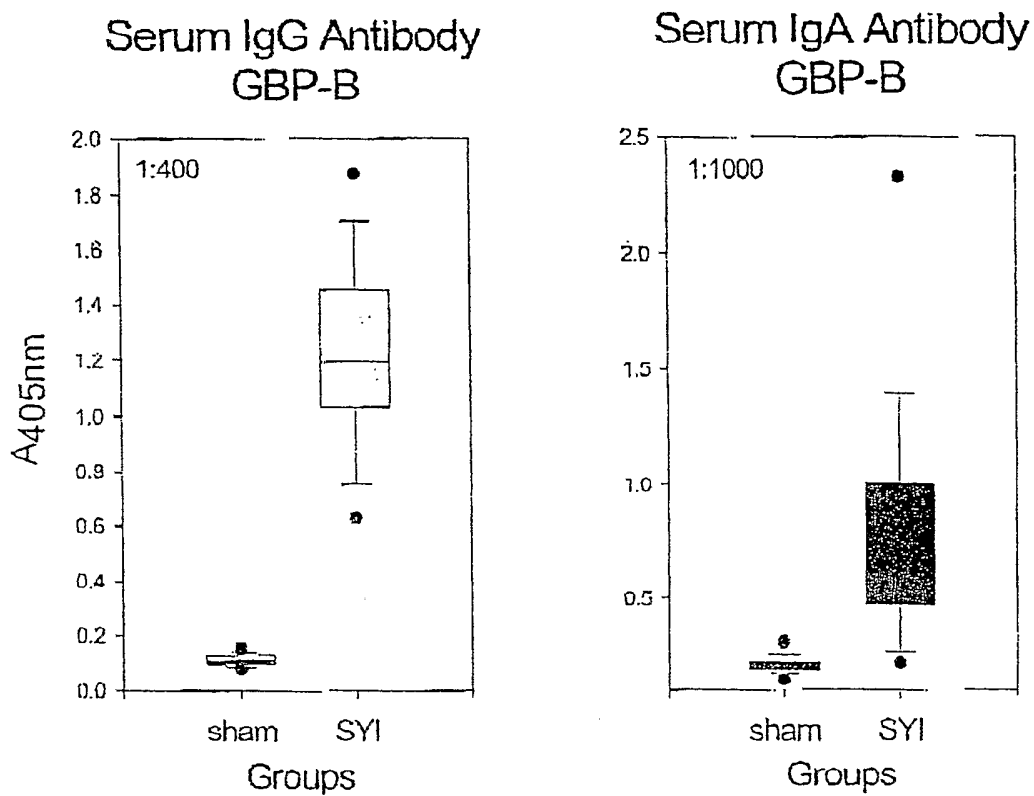 Serum IgG Antibody
GBP-B
1:400
2.0
1.8
1.6
1.4
1.2
1.0
0.8
0.6
0.4
0.2
0.0
A405nm
sham SYI
Groups
Serum IgA Antibody
GBP-B
1:1000
2.5
2.0
1.5
1.0
0.5
sham SYI
Groups